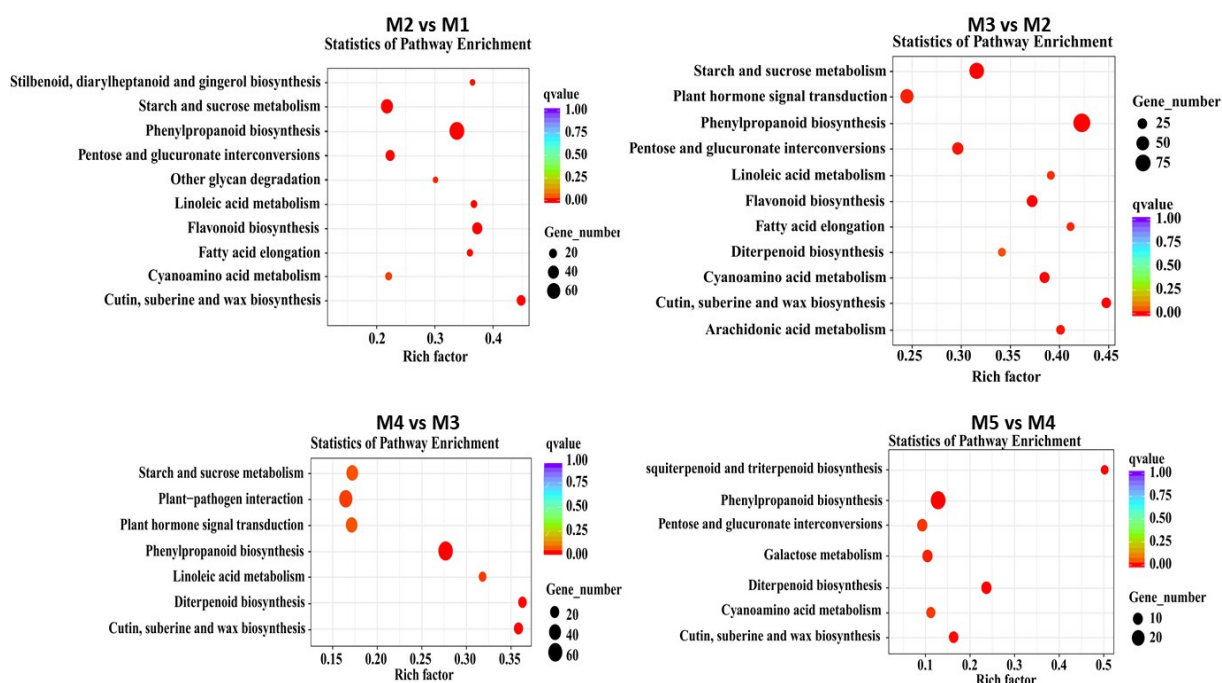 M2 vs M1
Statistics of Pathway Enrichment
Stilbenoid, diarylheptanoid and gingerol biosynthesis
Starch and sucrose metabolism
Phenylpropanoid biosynthesis
Pentose and glucuronate interconversions
Other glycan degradation
Linoleic acid metabolism
Flavonoid biosynthesis
Fatty acid elongation
Cyanoamino acid metabolism
Cutin, suberine and wax biosynthesis
0.2 0.3 0.4
Rich factor
qvalue
1.00
0.75
0.50
0.25
0.00
Gene_number
20
40
60
M3 vs M2
Statistics of Pathway Enrichment
Starch and sucrose metabolism
Plant hormone signal transduction
Phenylpropanoid biosynthesis
Pentose and glucuronate interconversions
Linoleic acid metabolism
Flavonoid biosynthesis
Fatty acid elongation
Diterpenoid biosynthesis
Cyanoamino acid metabolism
Cutin, suberine and wax biosynthesis
Arachidonic acid metabolism
0.25 0.30 0.35 0.40 0.45
Rich factor
Gene_number
25
50
75
qvalue
1.00
0.75
0.50
0.25
0.00
M4 vs M3
Statistics of Pathway Enrichment
Starch and sucrose metabolism
Plant-pathogen interaction
Plant hormone signal transduction
Phenylpropanoid biosynthesis
Linoleic acid metabolism
Diterpenoid biosynthesis
Cutin, suberine and wax biosynthesis
0.15 0.20 0.25 0.30 0.35
Rich factor
qvalue
1.00
0.75
0.50
0.25
0.00
Gene_number
20
40
60
M5 vs M4
Statistics of Pathway Enrichment
squiterpenoid and triterpenoid biosynthesis
Phenylpropanoid biosynthesis
Pentose and glucuronate interconversions
Galactose metabolism
Diterpenoid biosynthesis
Cyanoamino acid metabolism
Cutin, suberine and wax biosynthesis
0.1 0.2 0.3 0.4 0.5
Rich factor
qvalue
1.00
0.75
0.50
0.25
0.00
Gene_number
10
20